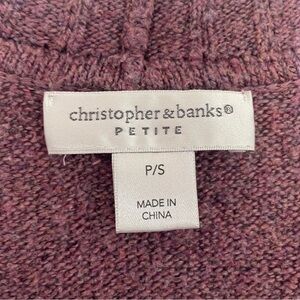 christopher&banks®
PETITE
P/S
MADE IN
CHINA